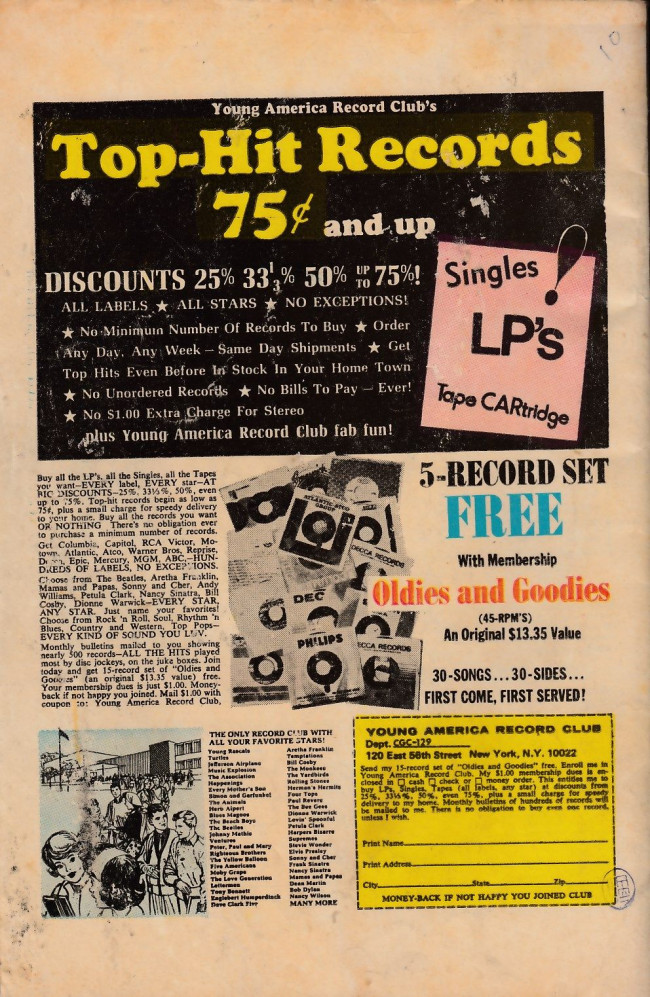 Young America Record Club's
Top-Hit Records
75¢ and up
DISCOUNTS 25% 33⅓% 50% UP TO 75%!
ALL LABELS ★ ALL STARS ★ NO EXCEPTIONS!
★ No Minimum Number Of Records To Buy ★ Order
Any Day, Any Week — Same Day Shipments ★ Get
Top Hits Even Before In Stock In Your Home Town
★ No Unordered Records ★ No Bills To Pay — Ever!
★ No $1.00 Extra Charge For Stereo
plus Young America Record Club fab fun!
Singles
LP's
Tape CARtridge
Buy all the LP's, all the Singles, all the Tapes
you want—EVERY label, EVERY star—AT
BIG DISCOUNTS—25%, 33⅓%, 50%, even
up to 75%. Top-hit records begin as low as
75¢, plus a small charge for speedy delivery
to your home. Buy all the records you want
OR NOTHING There's no obligation ever
to purchase a minimum number of records.
Get Columbia, Capitol, RCA Victor, Mo-
town, Atlantic, Atco, Warner Bros, Reprise,
Decca, Epic, Mercury, MGM, ABC,—HUN-
DREDS OF LABELS, NO EXCEPTIONS.
Choose from The Beatles, Aretha Franklin,
Mamas and Papas, Sonny and Cher, Andy
Williams, Petula Clark, Nancy Sinatra, Bill
Cosby, Dionne Warwick—EVERY STAR,
ANY STAR. Just name your favorites!
Choose from Rock 'n Roll, Soul, Rhythm 'n
Blues, Country and Western, Top Pops—
EVERY KIND OF SOUND YOU LUV.
Monthly bulletins mailed to you showing
nearly 500 records—ALL THE HITS played
most by disc jockeys, on the juke boxes. Join
today and get 15-record set of "Oldies and
Goodies" (an original $13.35 value) free.
Your membership dues is just $1.00. Money-
back if not happy you joined. Mail $1.00 with
coupon to: Young America Record Club,
ATLANTIC ATCO
GROUP
DECCA RECORDS
DEC
PHILIPS
5-RECORD SET
FREE
With Membership
Oldies and Goodies
(45-RPM'S)
An Original $13.35 Value
30-SONGS...30-SIDES...
FIRST COME, FIRST SERVED!
THE ONLY RECORD CLUB WITH
ALL YOUR FAVORITE STARS!
Young Rascals
Turtles
Jefferson Airplane
Music Explosion
The Association
Happenings
Every Mother's Son
Simon and Garfunkel
The Animals
Herb Alpert
Blues Magoos
The Beach Boys
The Beatles
Johnny Mathis
Ventures
Peter, Paul and Mary
Righteous Brothers
The Yellow Balloon
Five Americans
Moby Grape
The Love Generation
Lettermen
Tony Bennett
Englebert Humperdinck
Dave Clark Five
Aretha Franklin
Temptations
Bill Cosby
The Monkees
The Yardbirds
Rolling Stones
Herman's Hermits
Four Tops
Paul Revere
The Bee Gees
Dionne Warwick
Lovin' Spoonful
Petula Clark
Harpers Bizarre
Supremes
Stevie Wonder
Elvis Presley
Sonny and Cher
Frank Sinatra
Nancy Sinatra
Mamas and Papas
Dean Martin
Bob Dylan
Nancy Wilson
MANY MORE
YOUNG AMERICA RECORD CLUB
Dept. CGC-129
120 East 56th Street New York, N.Y. 10022
Send my 15-record set of "Oldies and Goodies" free. Enroll me in
Young America Record Club. My $1.00 membership dues is en-
closed in □ cash □ check or □ money order. This entitles me to
buy LPs, Singles, Tapes (all labels, any star) at discounts from
25%, 33⅓%, 50%, even 75%, plus a small charge for speedy
delivery to my home. Monthly bulletins of hundreds of records will
be mailed to me. There is no obligation to buy even one record,
unless I wish.
Print Name
Print Address
City State Zip
MONEY-BACK IF NOT HAPPY YOU JOINED CLUB